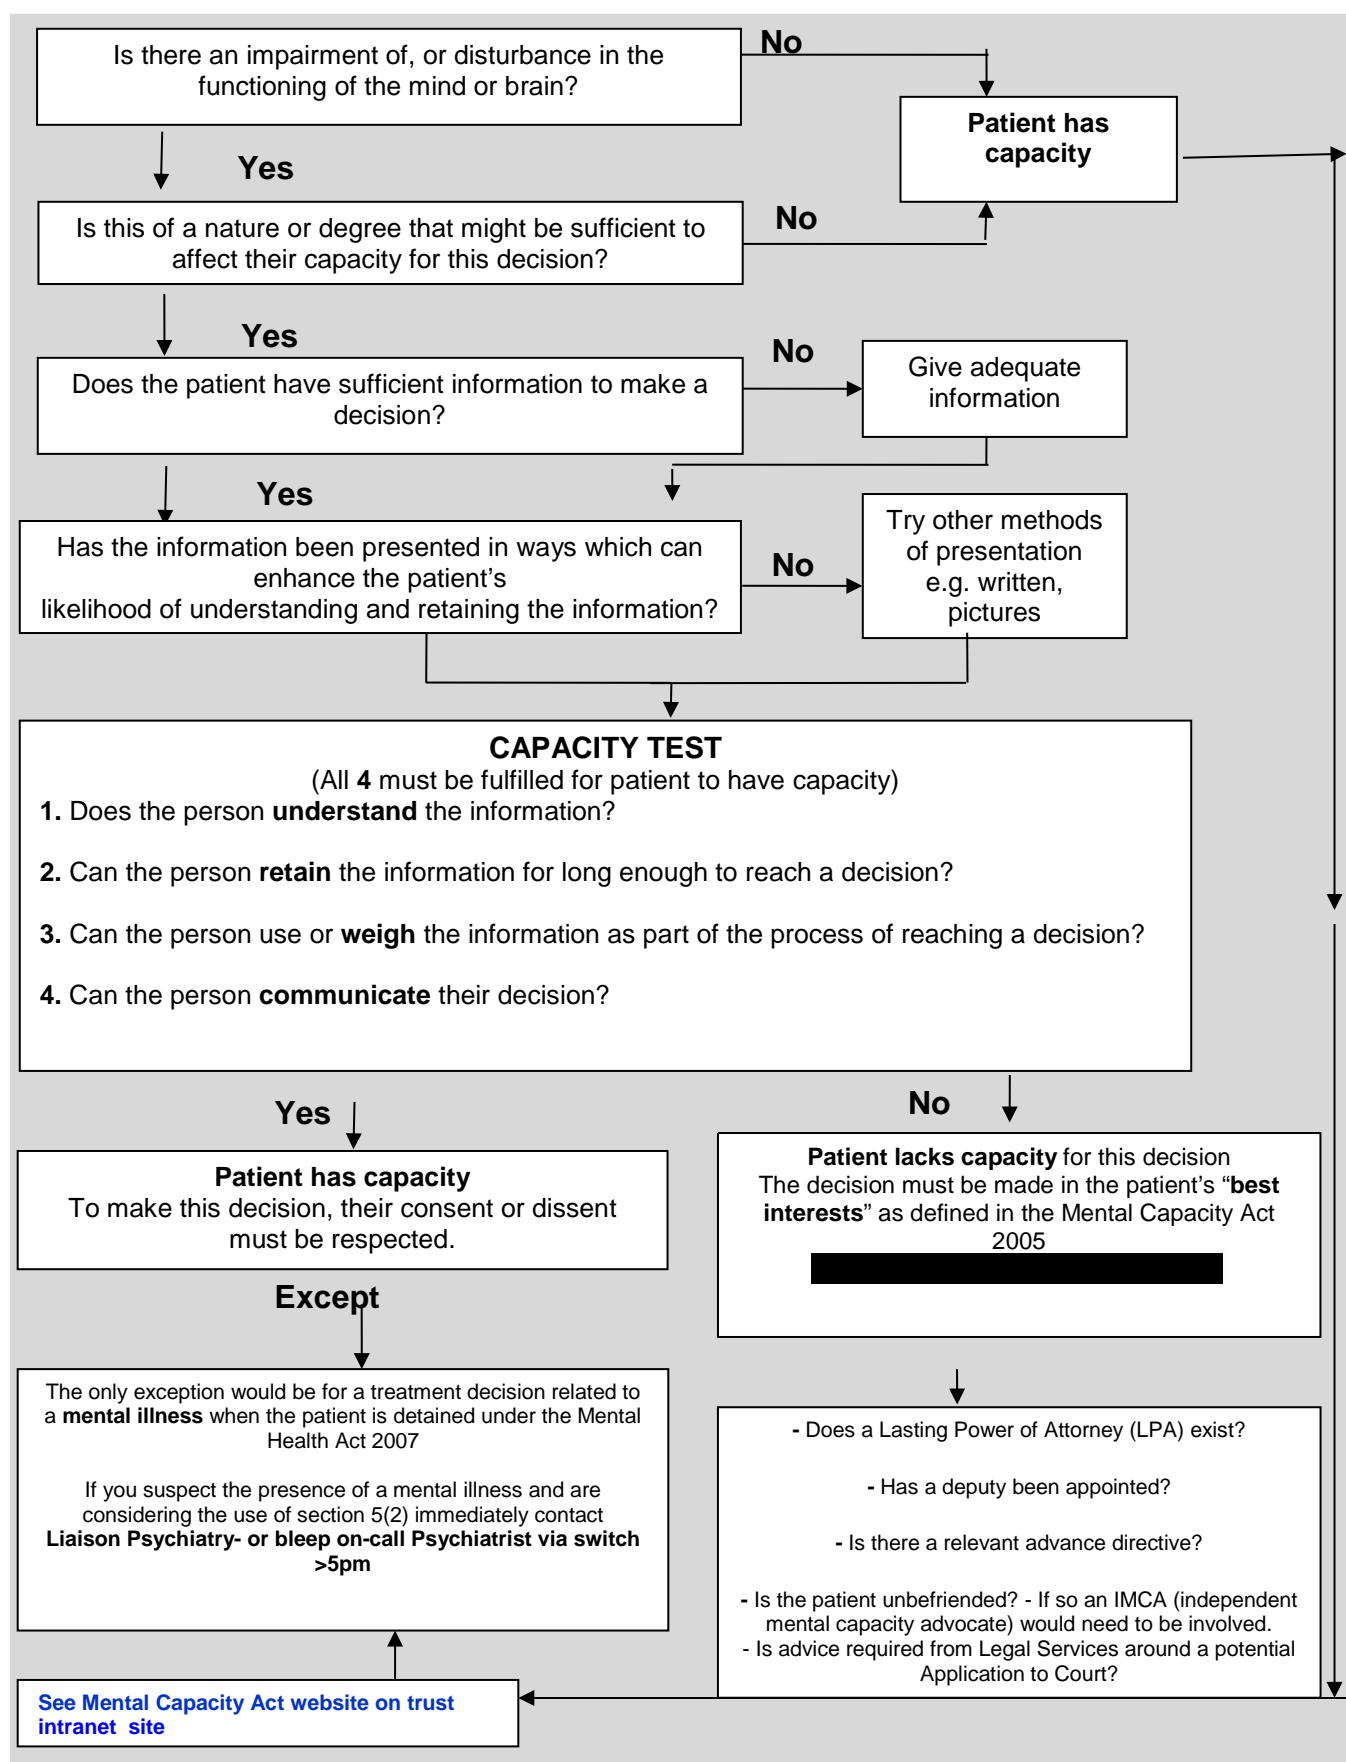 Is there an impairment of, or disturbance in the
functioning of the mind or brain?
No
Patient has
capacity
Yes
Is this of a nature or degree that might be sufficient to
affect their capacity for this decision?
No
Yes
Does the patient have sufficient information to make a
decision?
No
Give adequate
information
Yes
Has the information been presented in ways which can
enhance the patient's
likelihood of understanding and retaining the information?
No
Try other methods
of presentation
e.g. written,
pictures
CAPACITY TEST
(All 4 must be fulfilled for patient to have capacity)
1. Does the person understand the information?
2. Can the person retain the information for long enough to reach a decision?
3. Can the person use or weigh the information as part of the process of reaching a decision?
4. Can the person communicate their decision?
Yes
No
Patient has capacity
To make this decision, their consent or dissent
must be respected.
Patient lacks capacity for this decision
The decision must be made in the patient's “best
interests” as defined in the Mental Capacity Act
2005
Except
The only exception would be for a treatment decision related to
a mental illness when the patient is detained under the Mental
Health Act 2007
If you suspect the presence of a mental illness and are
considering the use of section 5(2) immediately contact
Liaison Psychiatry- or bleep on-call Psychiatrist via switch
>5pm
- Does a Lasting Power of Attorney (LPA) exist?
- Has a deputy been appointed?
- Is there a relevant advance directive?
- Is the patient unbefriended? - If so an IMCA (independent
mental capacity advocate) would need to be involved.
- Is advice required from Legal Services around a potential
Application to Court?
See Mental Capacity Act website on trust
intranet site